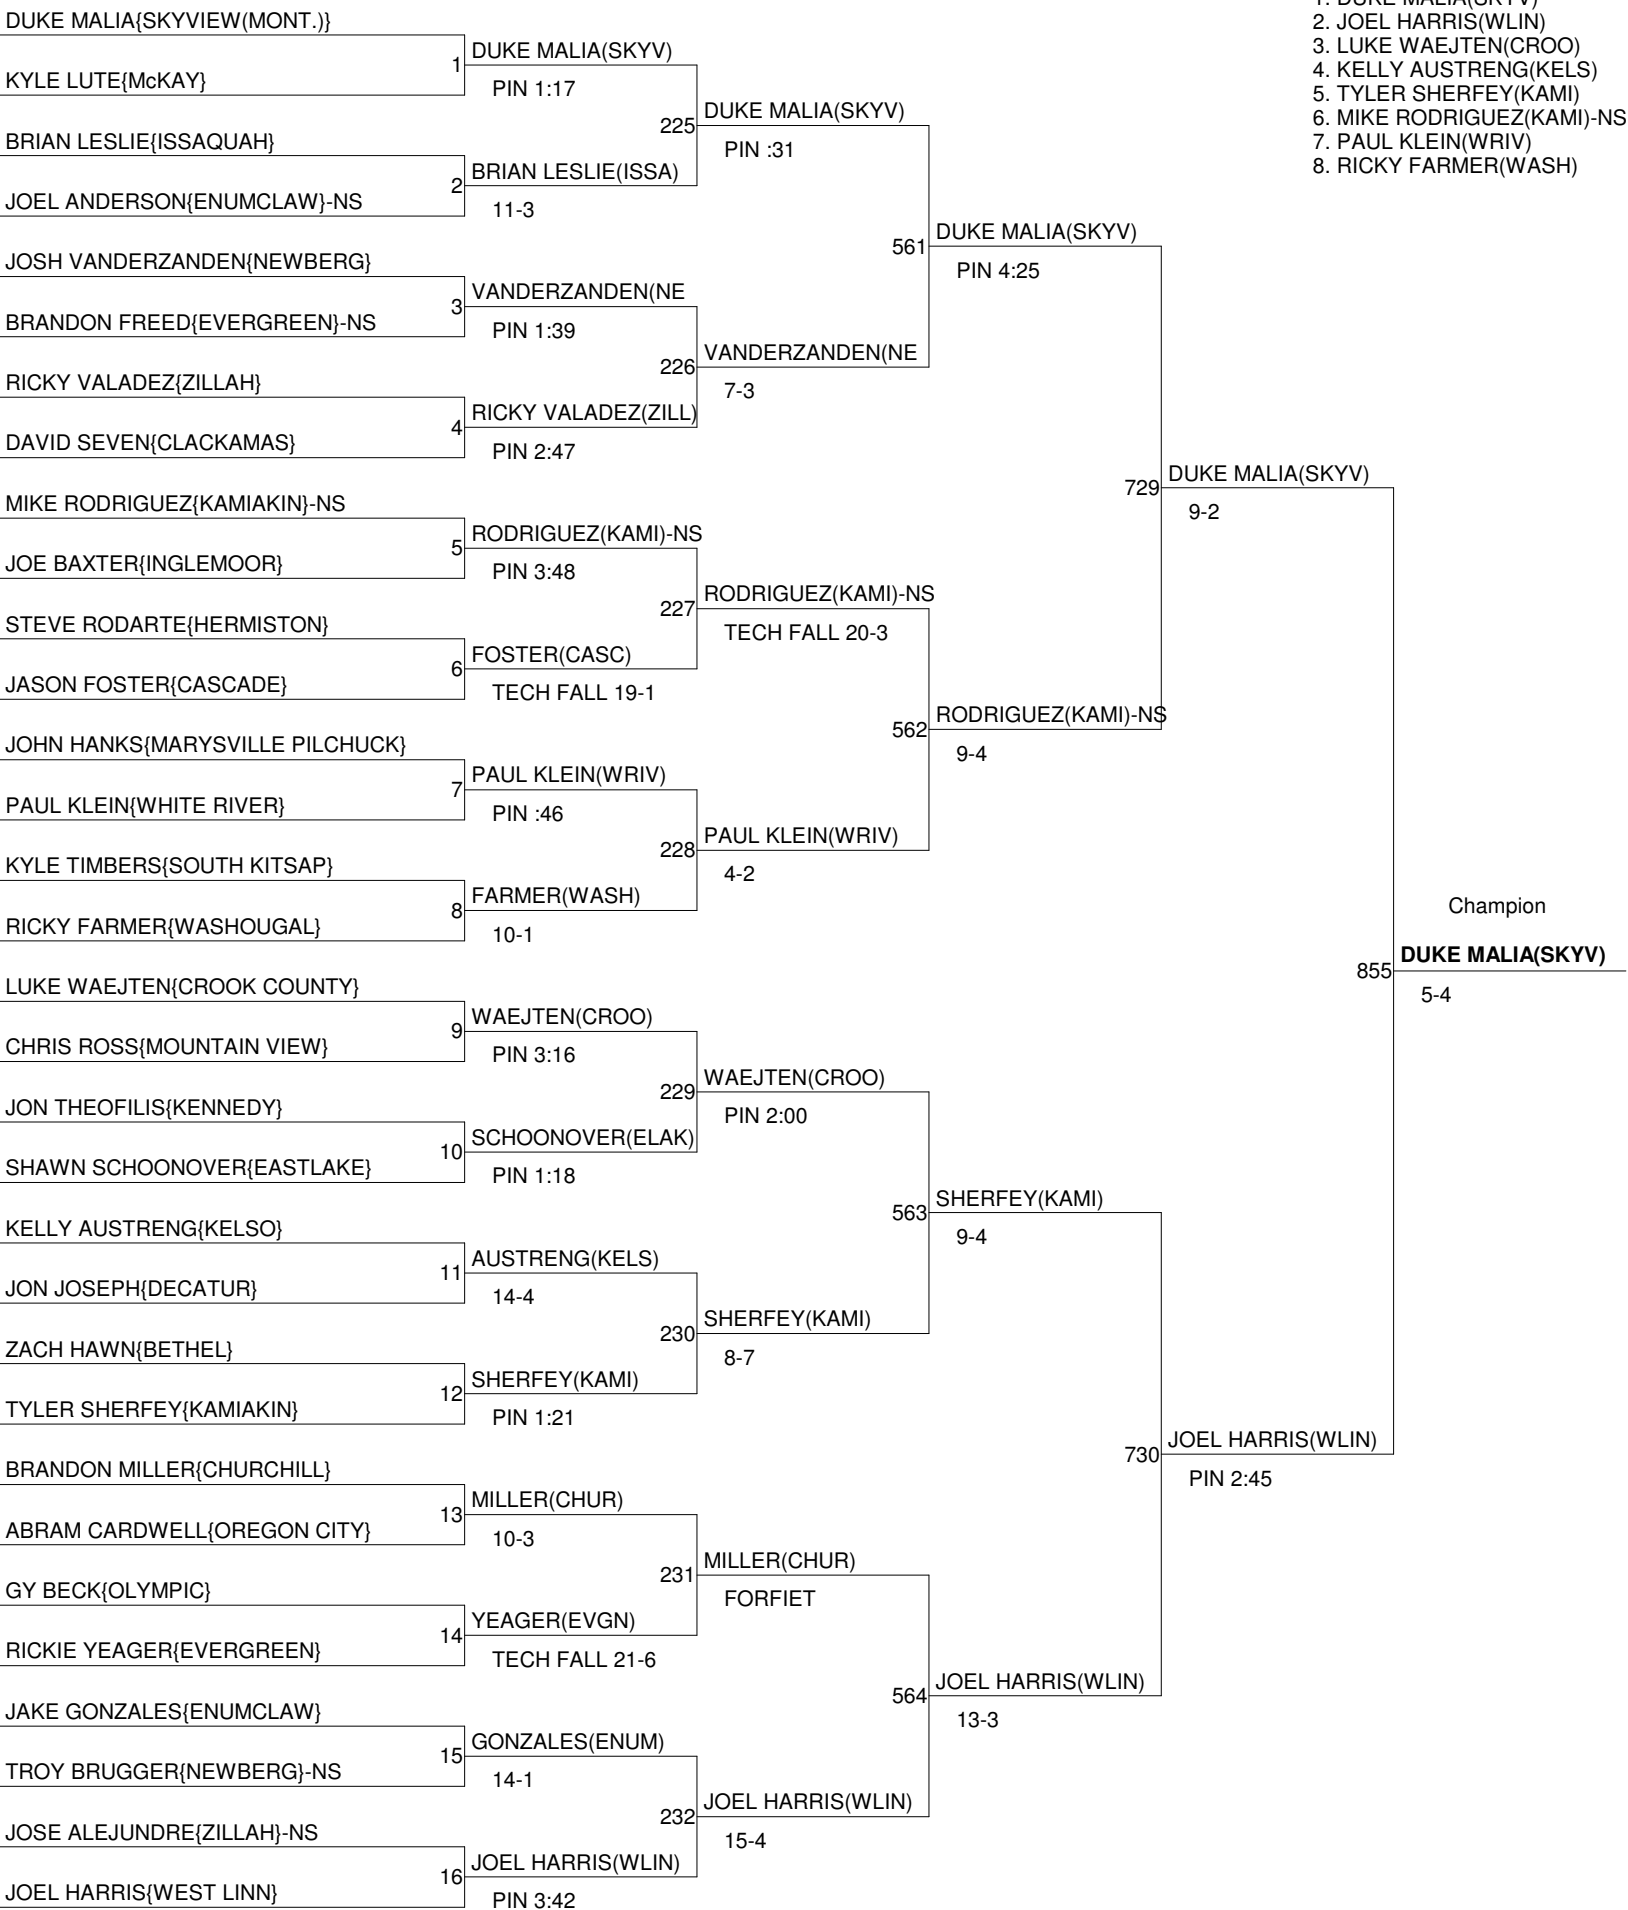 DUKE MALIA{SKYVIEW(MONT.)}
KYLE LUTE{McKAY}
BRIAN LESLIE{ISSAQUAH}
JOEL ANDERSON{ENUMCLAW}-NS
JOSH VANDERZANDEN{NEWBERG}
BRANDON FREED{EVERGREEN}-NS
RICKY VALADEZ{ZILLAH}
DAVID SEVEN{CLACKAMAS}
MIKE RODRIGUEZ{KAMIAKIN}-NS
JOE BAXTER{INGLEMOOR}
STEVE RODARTE{HERMISTON}
JASON FOSTER{CASCADE}
JOHN HANKS{MARYSVILLE PILCHUCK}
PAUL KLEIN{WHITE RIVER}
KYLE TIMBERS{SOUTH KITSAP}
RICKY FARMER{WASHOUGAL}
LUKE WAEJTEN{CROOK COUNTY}
CHRIS ROSS{MOUNTAIN VIEW}
JON THEOFILIS{KENNEDY}
SHAWN SCHOONOVER{EASTLAKE}
KELLY AUSTRENG{KELSO}
JON JOSEPH{DECATUR}
ZACH HAWN{BETHEL}
TYLER SHERFEY{KAMIAKIN}
BRANDON MILLER{CHURCHILL}
ABRAM CARDWELL{OREGON CITY}
GY BECK{OLYMPIC}
RICKIE YEAGER{EVERGREEN}
JAKE GONZALES{ENUMCLAW}
TROY BRUGGER{NEWBERG}-NS
JOSE ALEJUNDRE{ZILLAH}-NS
JOEL HARRIS{WEST LINN}
1 DUKE MALIA(SKYV)
PIN 1:17
2 BRIAN LESLIE(ISSA)
11-3
3 VANDERZANDEN(NE
PIN 1:39
4 RICKY VALADEZ(ZILL)
PIN 2:47
5 RODRIGUEZ(KAMI)-NS
PIN 3:48
6 FOSTER(CASC)
TECH FALL 19-1
7 PAUL KLEIN(WRIV)
PIN :46
8 FARMER(WASH)
10-1
9 WAEJTEN(CROO)
PIN 3:16
10 SCHOONOVER(ELAK)
PIN 1:18
11 AUSTRENG(KELS)
14-4
12 SHERFEY(KAMI)
PIN 1:21
13 MILLER(CHUR)
10-3
14 YEAGER(EVGN)
TECH FALL 21-6
15 GONZALES(ENUM)
14-1
16 JOEL HARRIS(WLIN)
PIN 3:42
225 DUKE MALIA(SKYV)
PIN :31
226 VANDERZANDEN(NE
7-3
227 RODRIGUEZ(KAMI)-NS
TECH FALL 20-3
228 PAUL KLEIN(WRIV)
4-2
229 WAEJTEN(CROO)
PIN 2:00
230 SHERFEY(KAMI)
8-7
231 MILLER(CHUR)
FORFIET
232 JOEL HARRIS(WLIN)
15-4
561 DUKE MALIA(SKYV)
PIN 4:25
562 RODRIGUEZ(KAMI)-NS
9-4
563 SHERFEY(KAMI)
9-4
564 JOEL HARRIS(WLIN)
13-3
729 DUKE MALIA(SKYV)
9-2
730 JOEL HARRIS(WLIN)
PIN 2:45
Champion
855 DUKE MALIA(SKYV)
5-4
1. DUKE MALIA(SKYV)
2. JOEL HARRIS(WLIN)
3. LUKE WAEJTEN(CROO)
4. KELLY AUSTRENG(KELS)
5. TYLER SHERFEY(KAMI)
6. MIKE RODRIGUEZ(KAMI)-NS
7. PAUL KLEIN(WRIV)
8. RICKY FARMER(WASH)